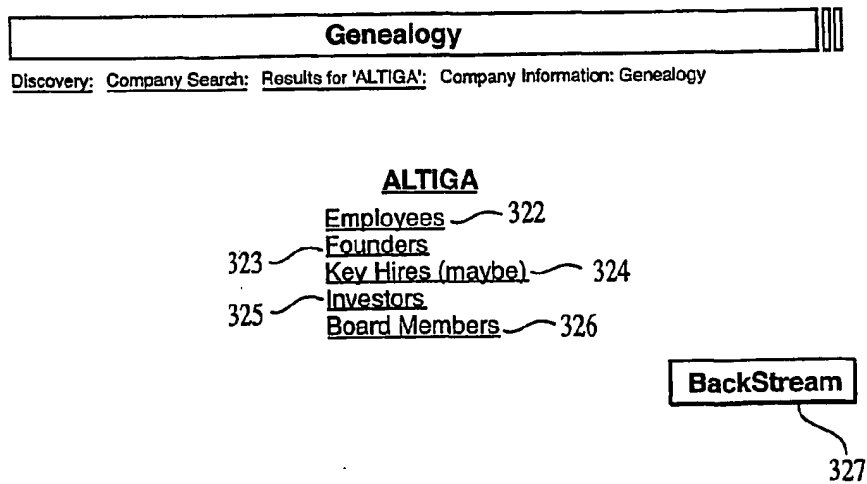 Genealogy
Discovery: Company Search: Results for 'ALTIGA': Company Information: Genealogy
ALTIGA
Employees 322
323 Founders
Key Hires (maybe) 324
325 Investors
Board Members 326
BackStream
327